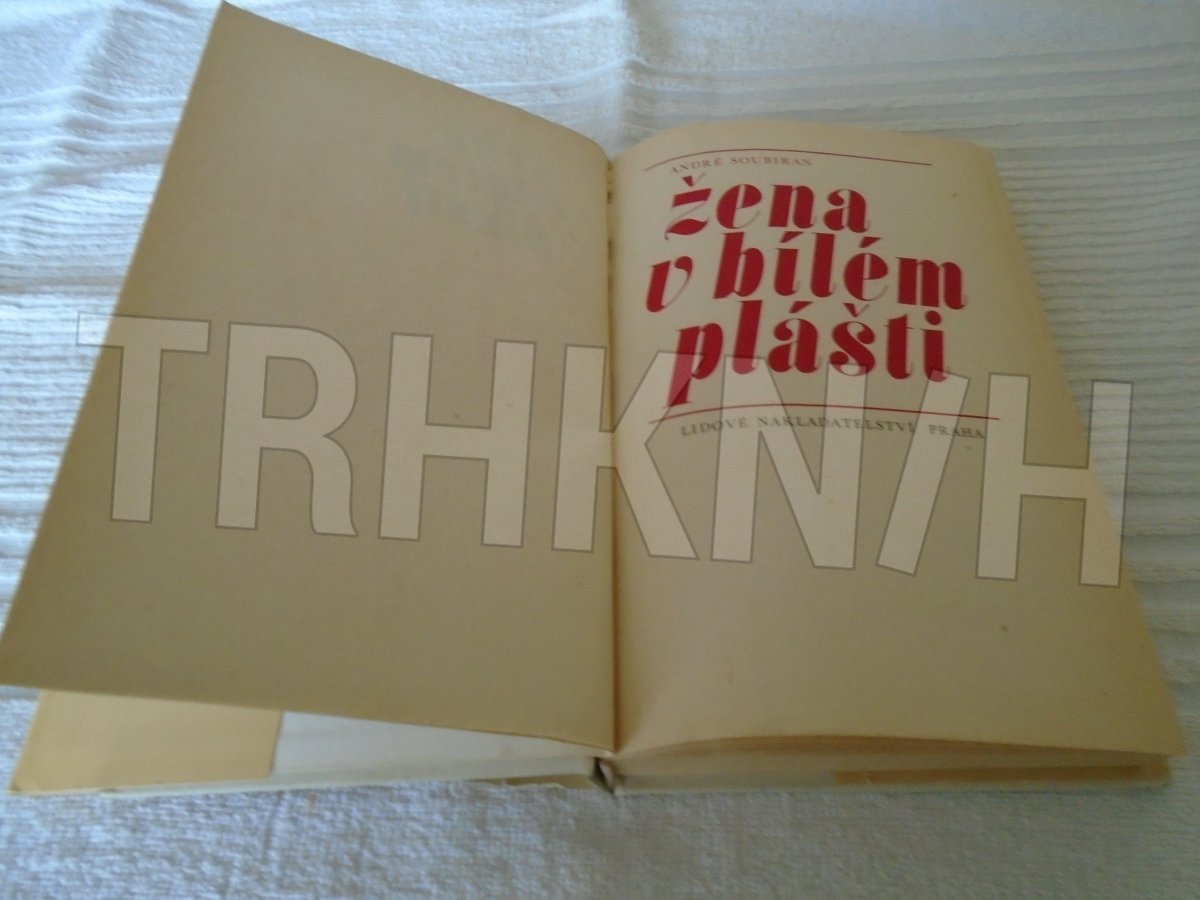 ANDRÉ SOUBIRAN
žena
v bílém
plášti
LIDOVÉ NAKLADATELSTVÍ PRAHA
TRHKNIH